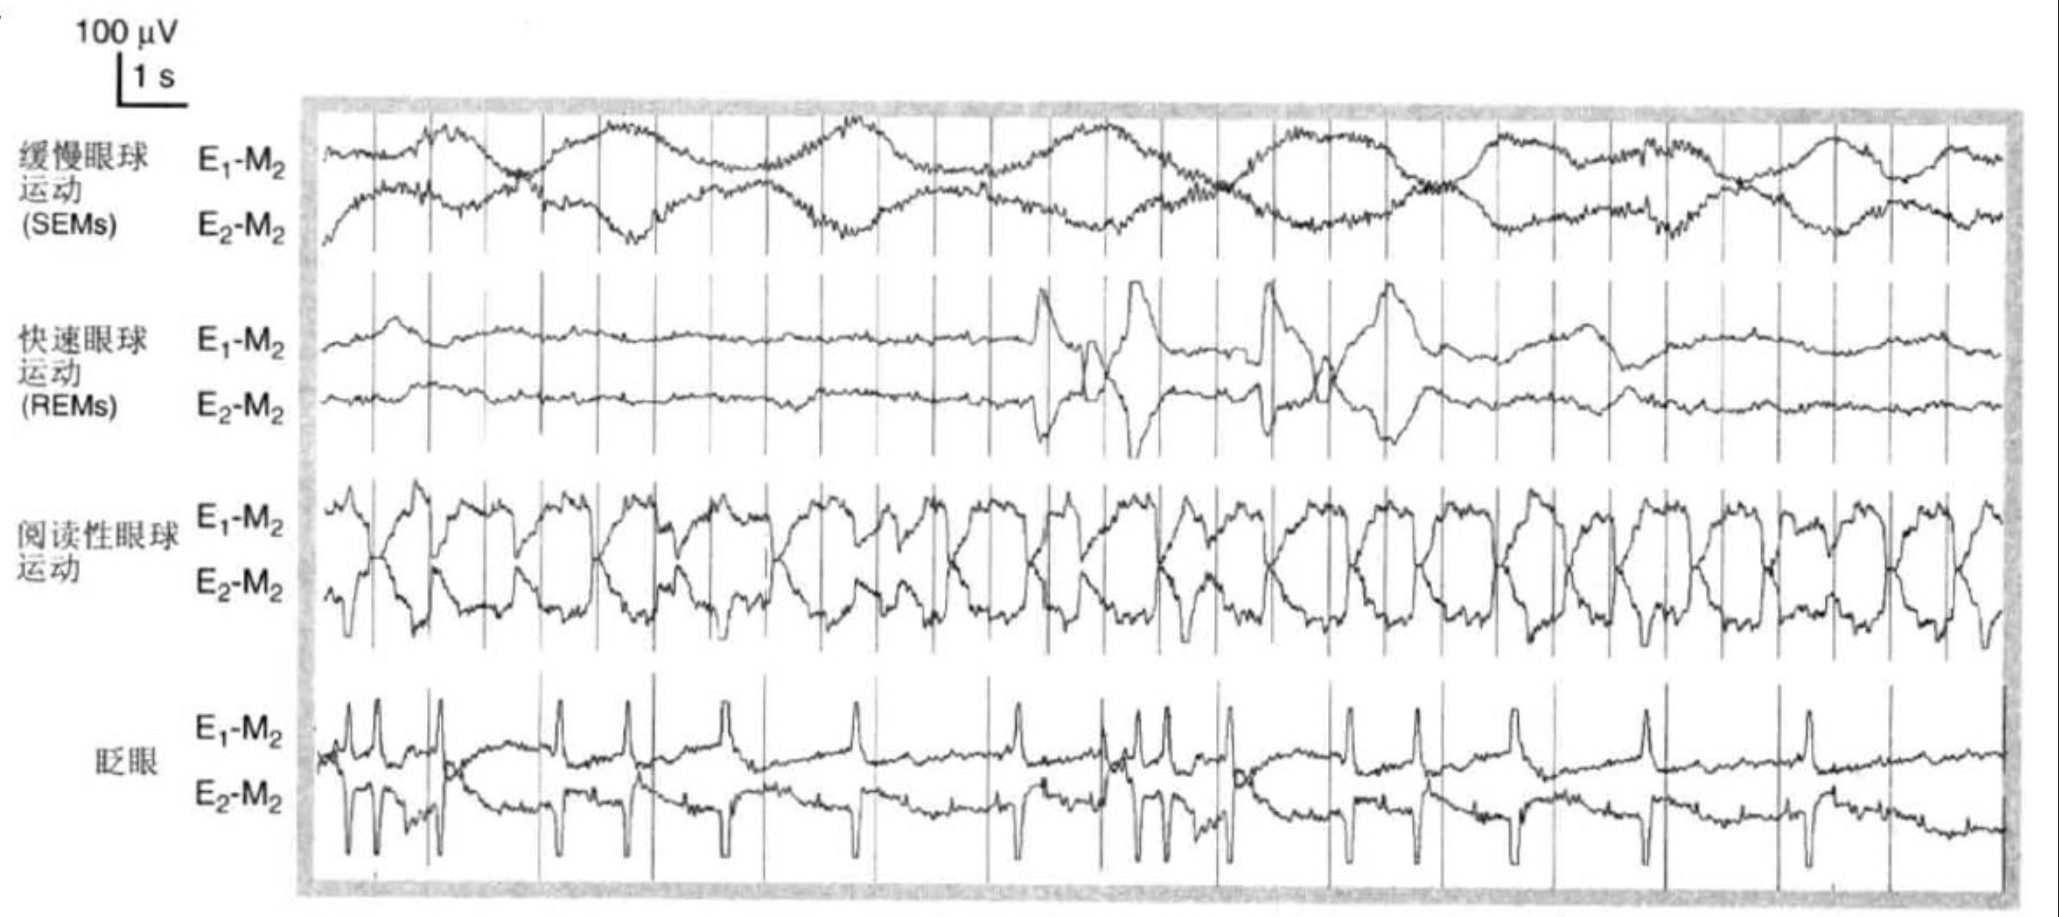 100 μV
1 s
缓慢眼球 E₁-M₂
运动
(SEMs) E₂-M₂
快速眼球 E₁-M₂
运动
(REMs) E₂-M₂
阅读性眼球 E₁-M₂
运动 E₂-M₂
眨眼 E₁-M₂
E₂-M₂